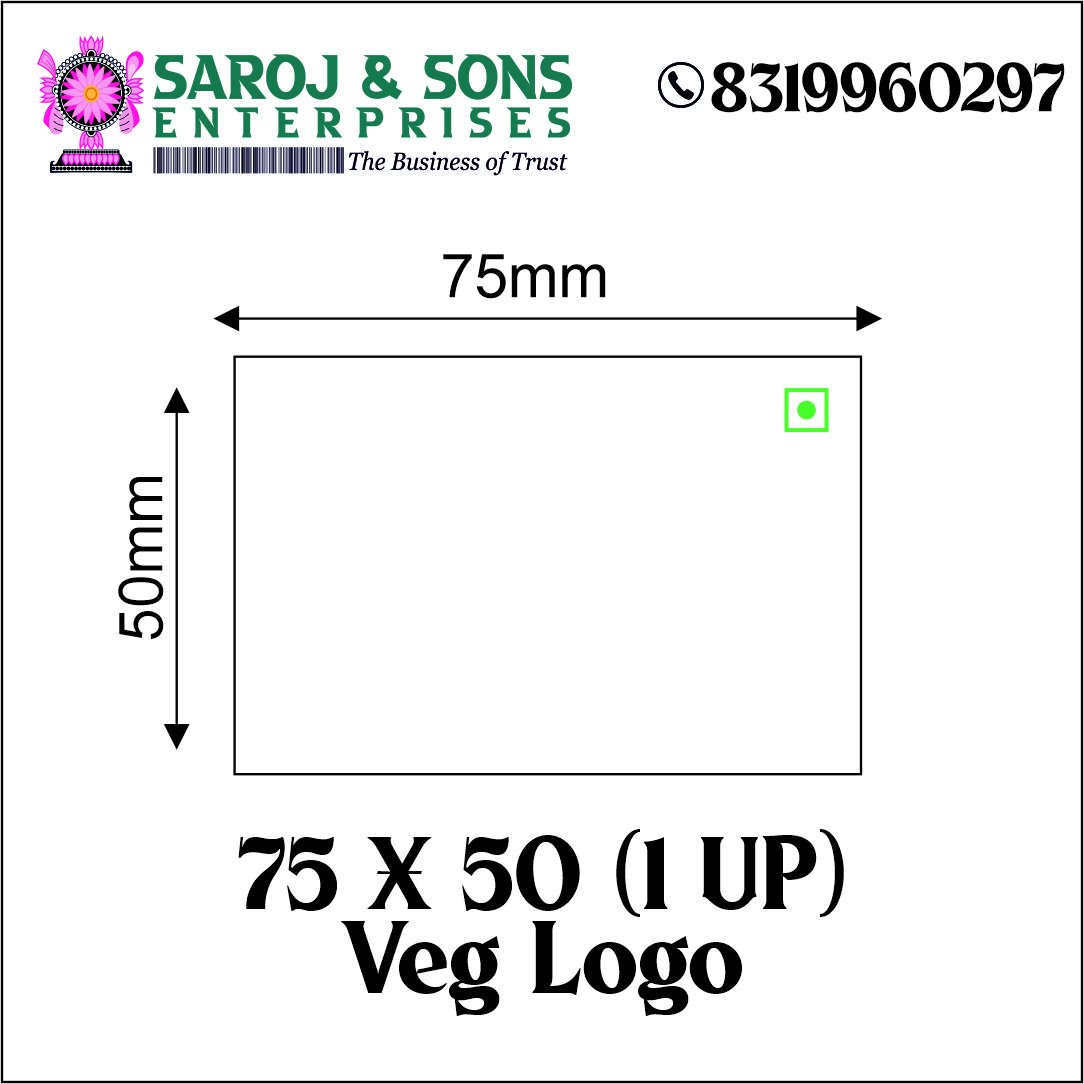 SAROJ & SONS
ENTERPRISES
The Business of Trust
8319960297
75mm
50mm
75 X 50 (1 UP)
Veg Logo